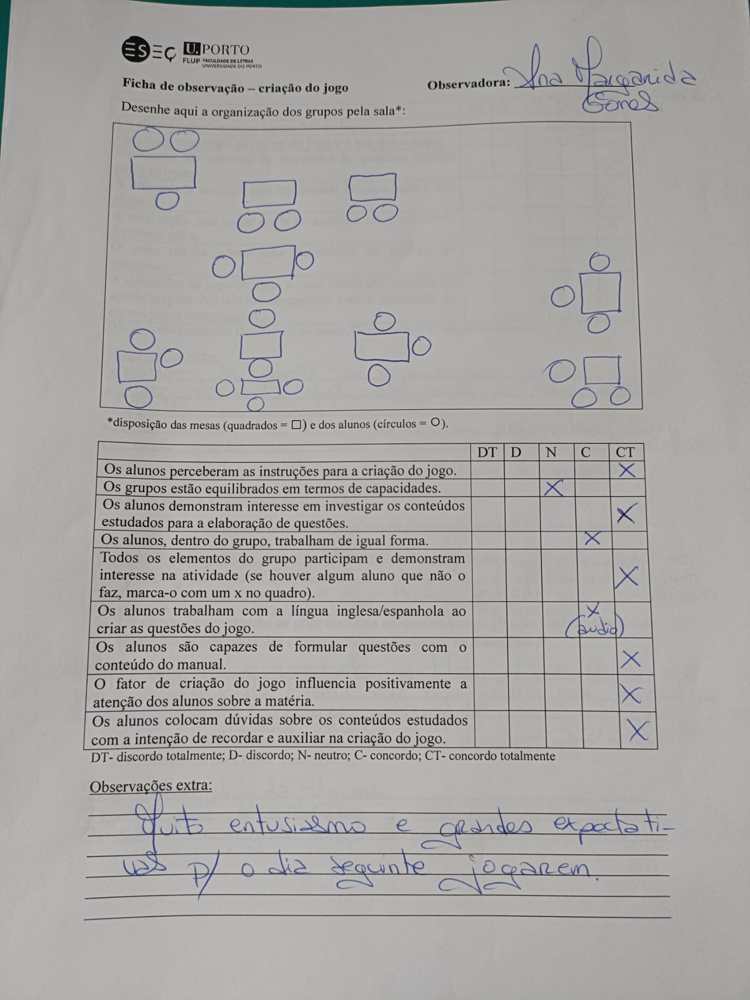 ESEÇ U.PORTO
FLUP FACULDADE DE LETRAS
UNIVERSIDADE DO PORTO
Ficha de observação – criação do jogo
Observadora: Ana Margarida
Gomes
Desenhe aqui a organização dos grupos pela sala*:
*disposição das mesas (quadrados = □) e dos alunos (círculos = ○).
DT D N C CT
Os alunos perceberam as instruções para a criação do jogo. X
Os grupos estão equilibrados em termos de capacidades. X
Os alunos demonstram interesse em investigar os conteúdos
estudados para a elaboração de questões. X
Os alunos, dentro do grupo, trabalham de igual forma. X
Todos os elementos do grupo participam e demonstram
interesse na atividade (se houver algum aluno que não o X
faz, marca-o com um x no quadro).
Os alunos trabalham com a língua inglesa/espanhola ao X
criar as questões do jogo. (áudio)
Os alunos são capazes de formular questões com o
conteúdo do manual. X
O fator de criação do jogo influencia positivamente a
atenção dos alunos sobre a matéria. X
Os alunos colocam dúvidas sobre os conteúdos estudados
com a intenção de recordar e auxiliar na criação do jogo. X
DT- discordo totalmente; D- discordo; N- neutro; C- concordo; CT- concordo totalmente
Observações extra:
Muito entusiasmo e grandes expectati-
vas p/ o dia seguinte jogarem.